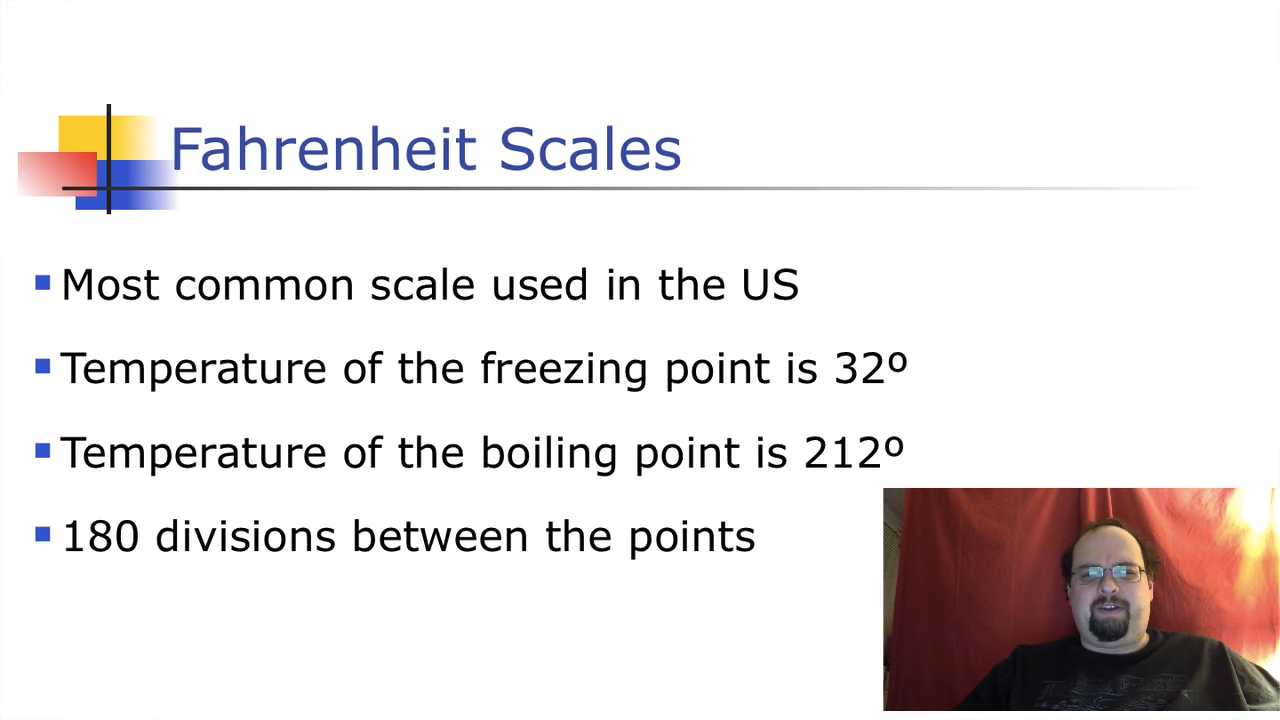 Fahrenheit Scales
Most common scale used in the US
Temperature of the freezing point is 32º
Temperature of the boiling point is 212º
180 divisions between the points